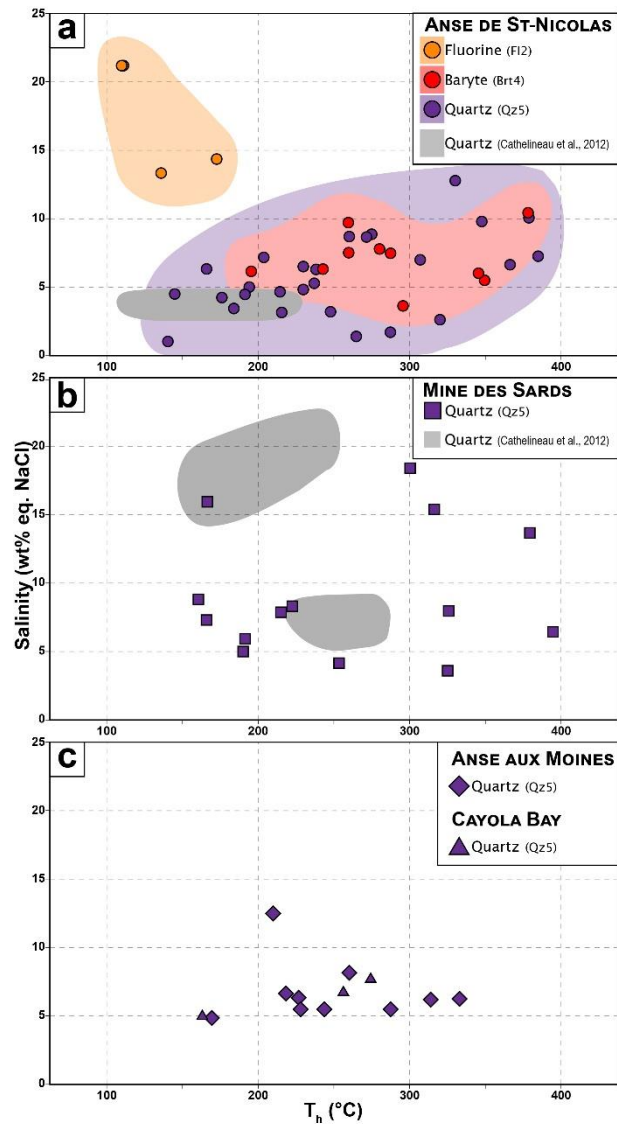 a
ANSE DE ST-NICOLAS
Fluorine (Fl2)
Baryte (Brt4)
Quartz (Qz5)
Quartz (Cathelineau et al., 2012)
25
20
15
10
5
0
100
200
300
400
b
MINE DES SARDS
Quartz (Qz5)
Quartz (Cathelineau et al., 2012)
Salinity (wt% eq. NaCl)
25
20
15
10
5
0
100
200
300
400
c
ANSE AUX MOINES
Quartz (Qz5)
CAYOLA BAY
Quartz (Qz5)
25
20
15
10
5
0
100
200
300
400
Th (°C)